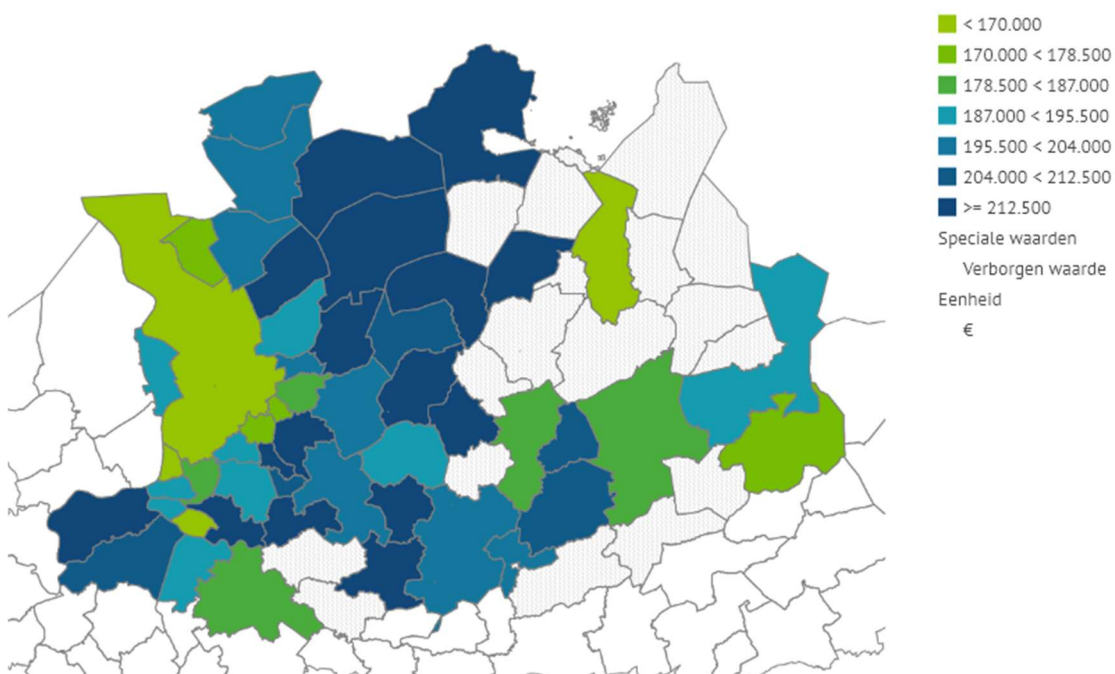 < 170.000
170.000 < 178.500
178.500 < 187.000
187.000 < 195.500
195.500 < 204.000
204.000 < 212.500
>= 212.500
Speciale waarden
Verborgen waarde
Eenheid
€